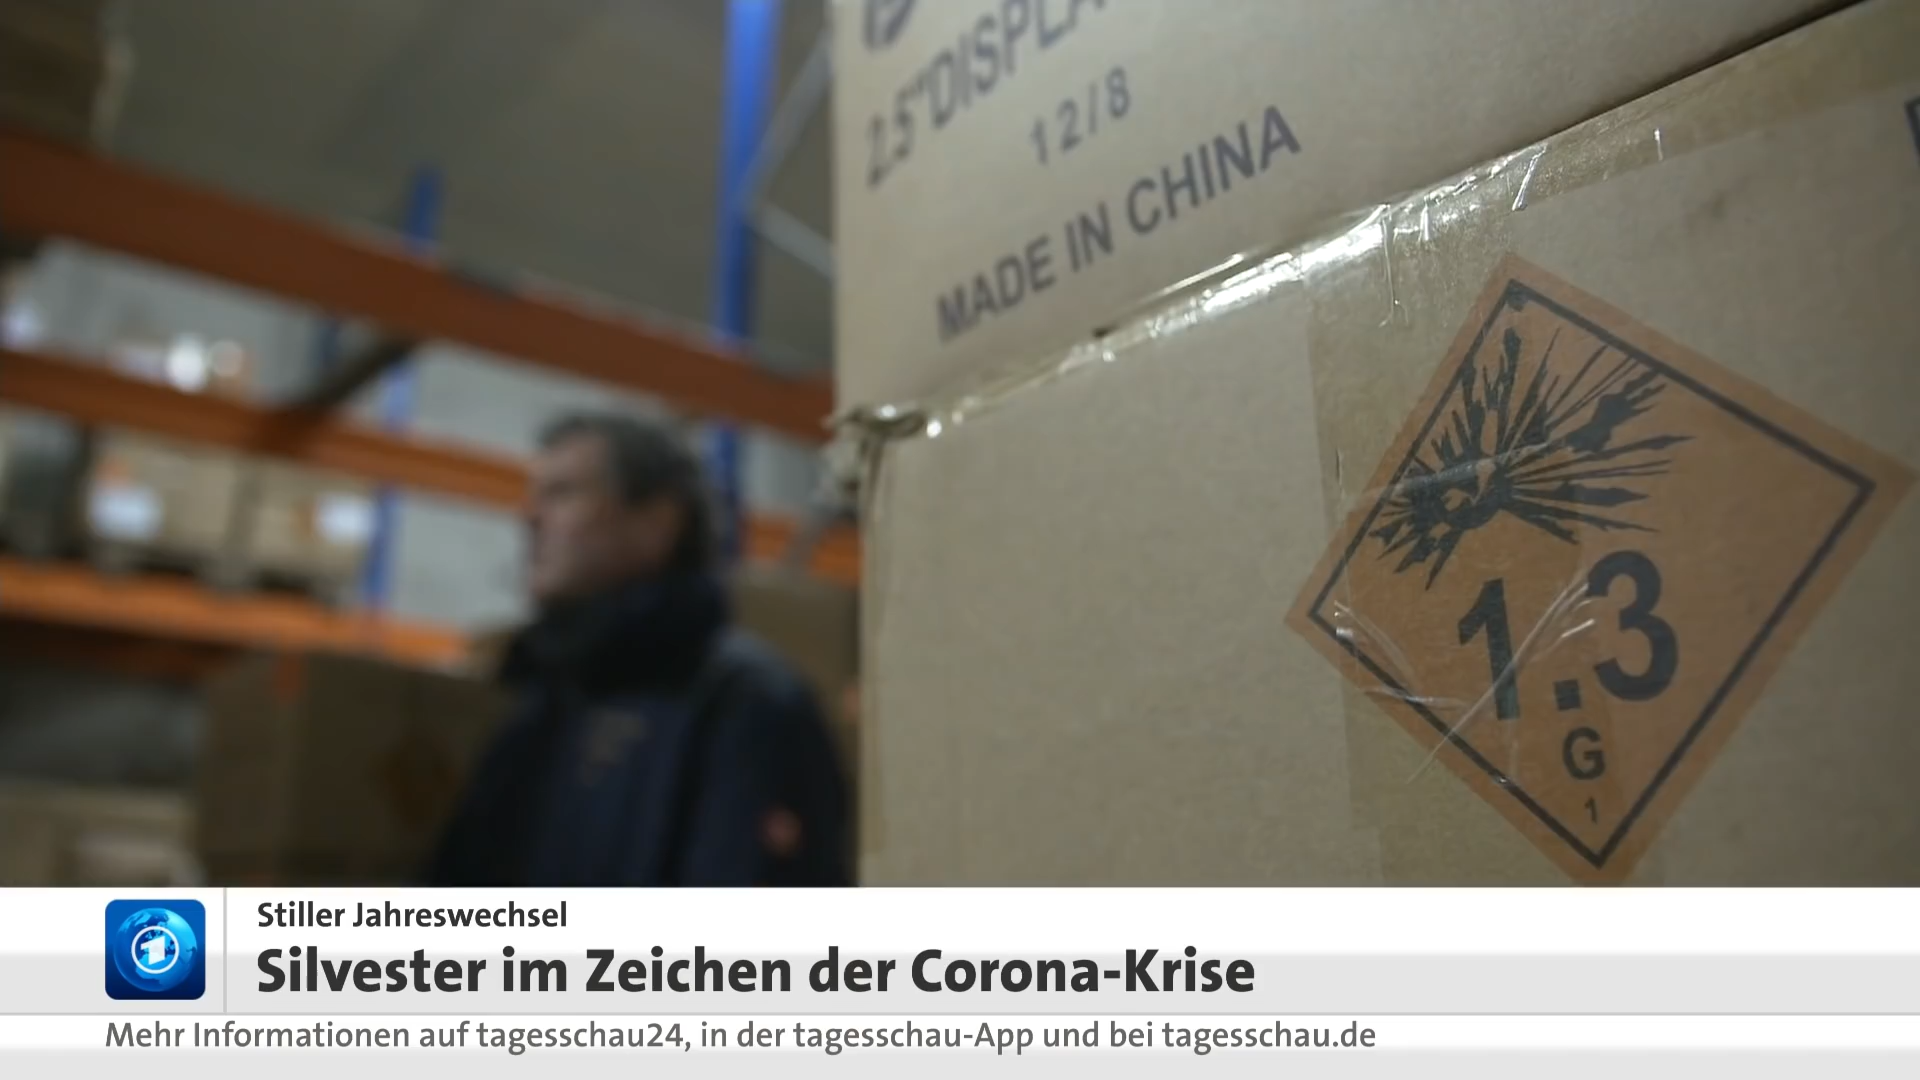 2.5"DISPLA
12/8
MADE IN CHINA
1.3
G
1
Stiller Jahreswechsel
1
Silvester im Zeichen der Corona-Krise
Mehr Informationen auf tagesschau24, in der tagesschau-App und bei tagesschau.de